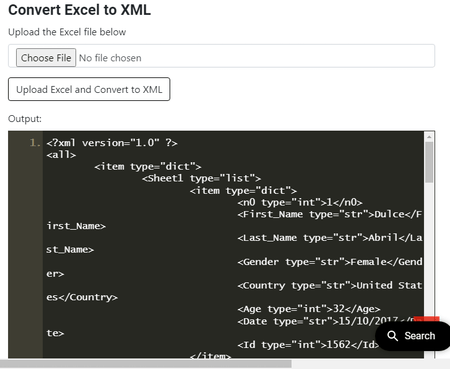 Convert Excel to XML
Upload the Excel file below
Choose File No file chosen
Upload Excel and Convert to XML
Output:
1. <?xml version="1.0" ?>
<all>
<item type="dict">
<Sheet1 type="list">
<item type="dict">
<n0 type="int">1</n0>
<First_Name type="str">Dulce</F
irst_Name>
<Last_Name type="str">Abril</La
st_Name>
<Gender type="str">Female</Gend
er>
<Country type="str">United Stat
es</Country>
<Age type="int">32</Age>
<Date type="str">15/10/2017
te>
<Id type="int">1562</Id>
</item>
Search